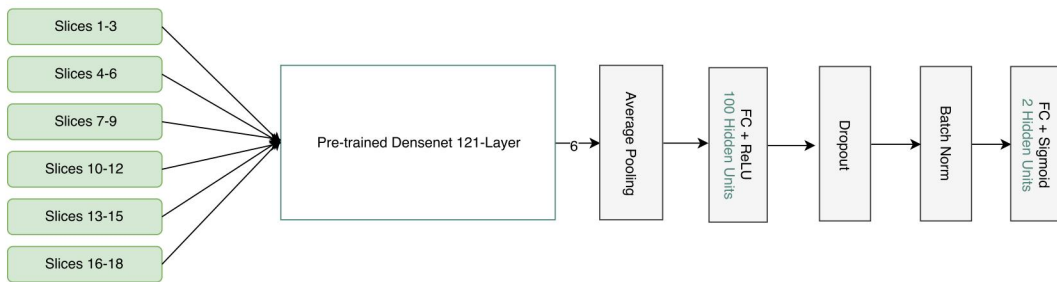 Slices 1-3
Slices 4-6
Slices 7-9
Slices 10-12
Slices 13-15
Slices 16-18
Pre-trained Densenet 121-Layer
6
Average Pooling
FC + ReLU
100 Hidden Units
Dropout
Batch Norm
FC + Sigmoid
2 Hidden Units